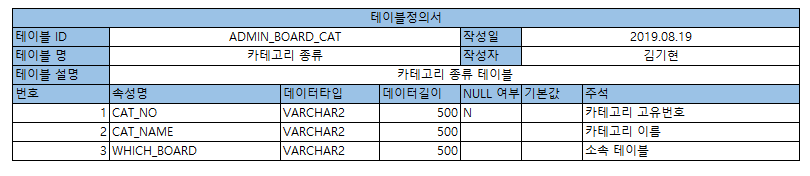 테이블정의서
테이블 ID ADMIN_BOARD_CAT 작성일 2019.08.19
테이블 명 카테고리 종류 작성자 김기현
테이블 설명 카테고리 종류 테이블
번호 속성명 데이터타입 데이터길이 NULL 여부 기본값 주석
1 CAT_NO VARCHAR2 500 N 카테고리 고유번호
2 CAT_NAME VARCHAR2 500 카테고리 이름
3 WHICH_BOARD VARCHAR2 500 소속 테이블